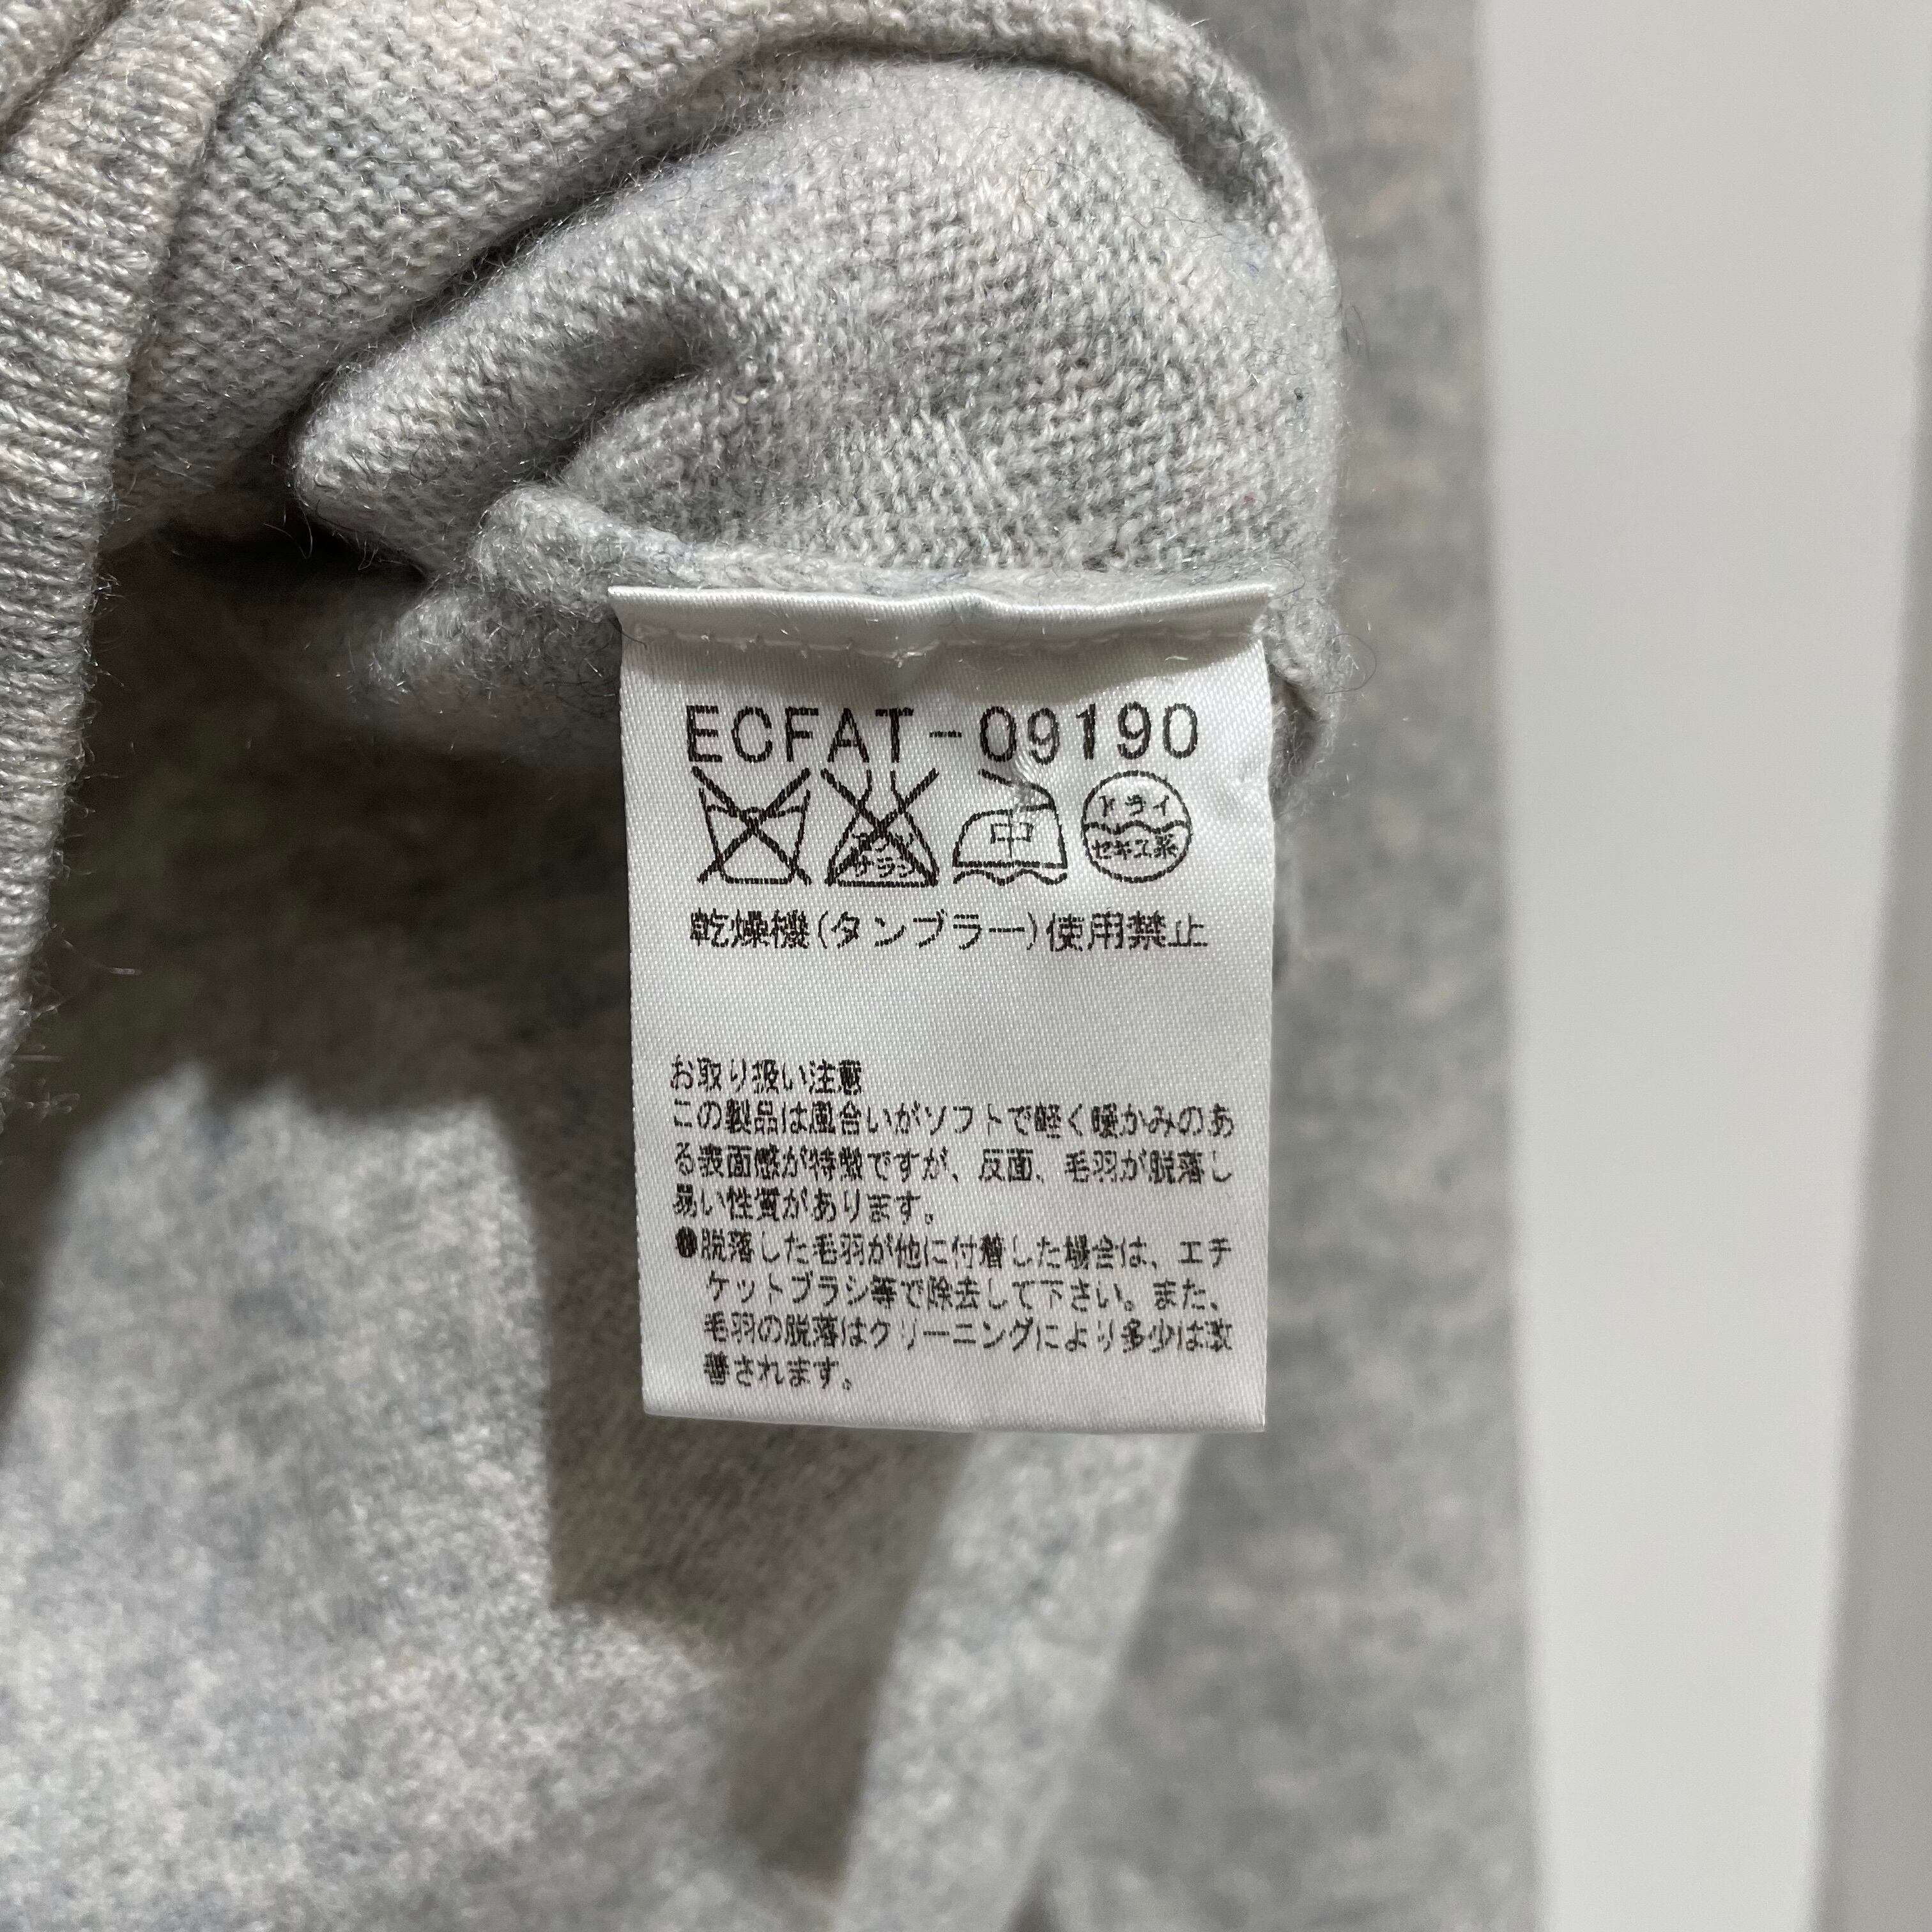 ECFAT-09190
エンソ サラシ 中 ドライ セキユ系
乾燥機(タンブラー)使用禁止
お取り扱い注意
この製品は風合いがソフトで軽く暖かみのあ
る表面感が特徴ですが、反面、毛羽が脱落し
易い性質があります。
●脱落した毛羽が他に付着した場合は、エチ
ケットブラシ等で除去して下さい。また、
毛羽の脱落はクリーニングにより多少は改
善されます。